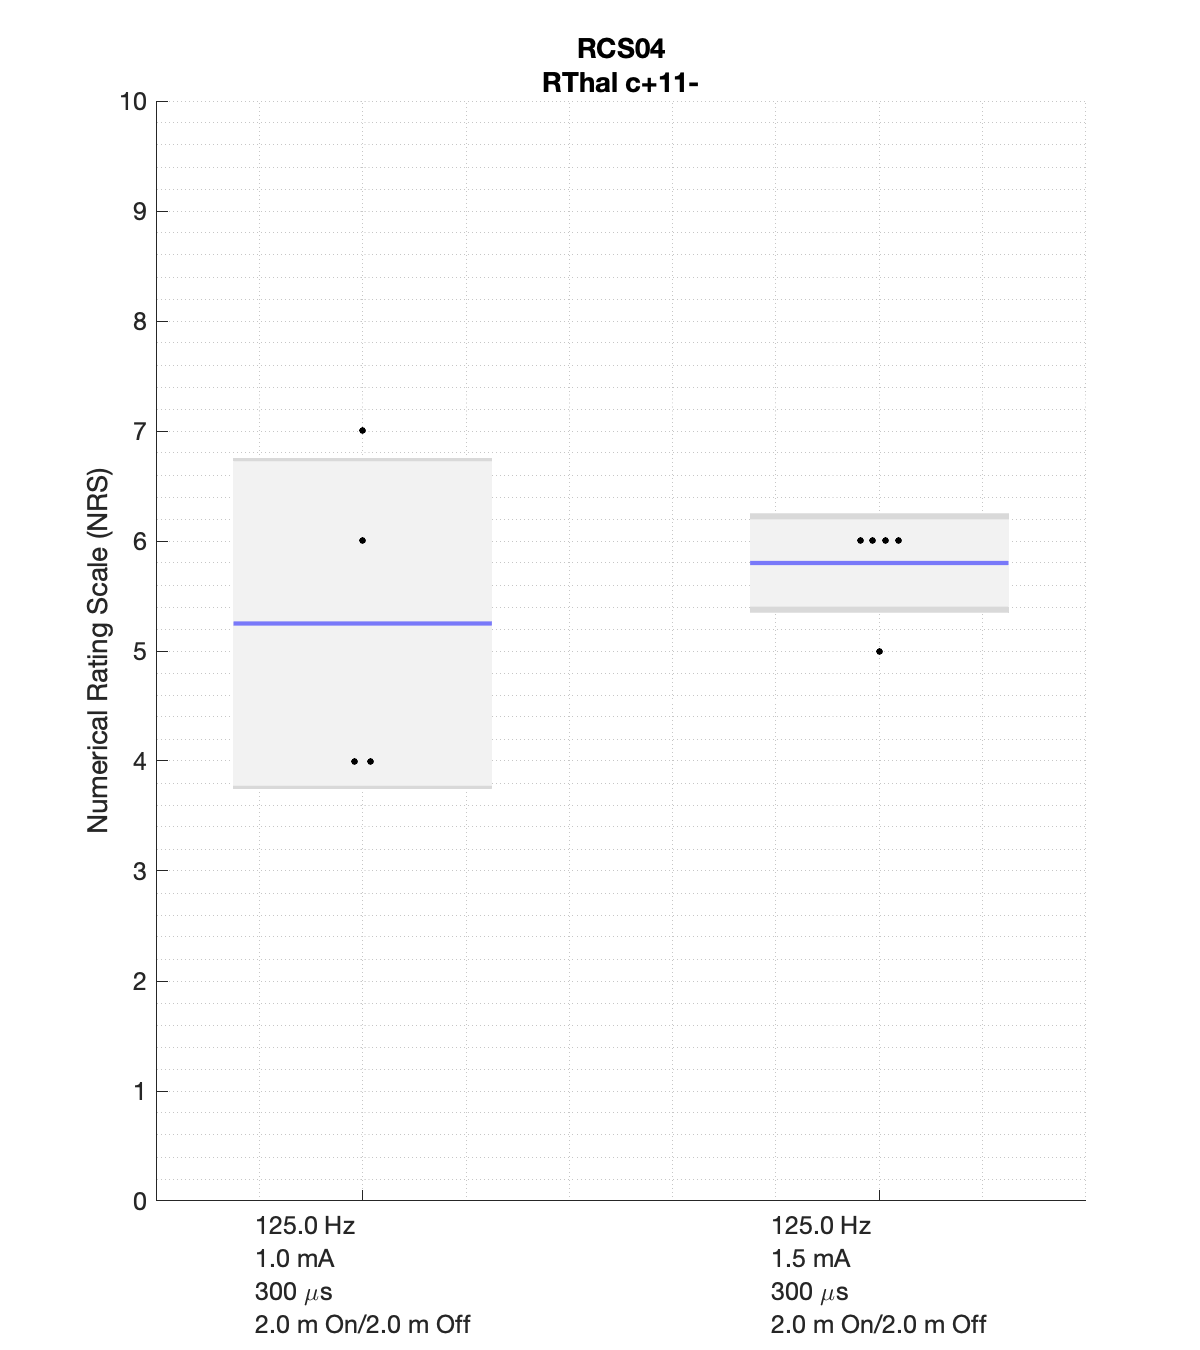 RCS04
RThal c+11-
10
9
8
7
6
5
4
3
2
1
0
Numerical Rating Scale (NRS)
125.0 Hz
1.0 mA
300 μs
2.0 m On/2.0 m Off
125.0 Hz
1.5 mA
300 μs
2.0 m On/2.0 m Off